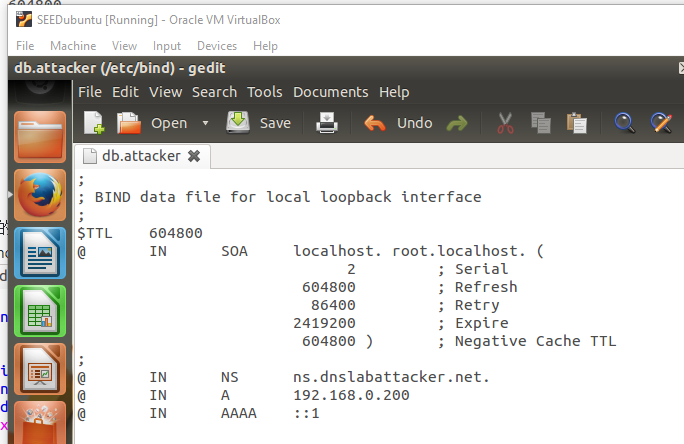 604800
SEEDubuntu [Running] - Oracle VM VirtualBox
File Machine View Input Devices Help
db.attacker (/etc/bind) - gedit
File Edit View Search Tools Documents Help
Open Save Undo
db.attacker
;
; BIND data file for local loopback interface
;
$TTL 604800
@ IN SOA localhost. root.localhost. (
2 ; Serial
604800 ; Refresh
86400 ; Retry
2419200 ; Expire
604800 ) ; Negative Cache TTL
;
@ IN NS ns.dnslabattacker.net.
@ IN A 192.168.0.200
@ IN AAAA ::1